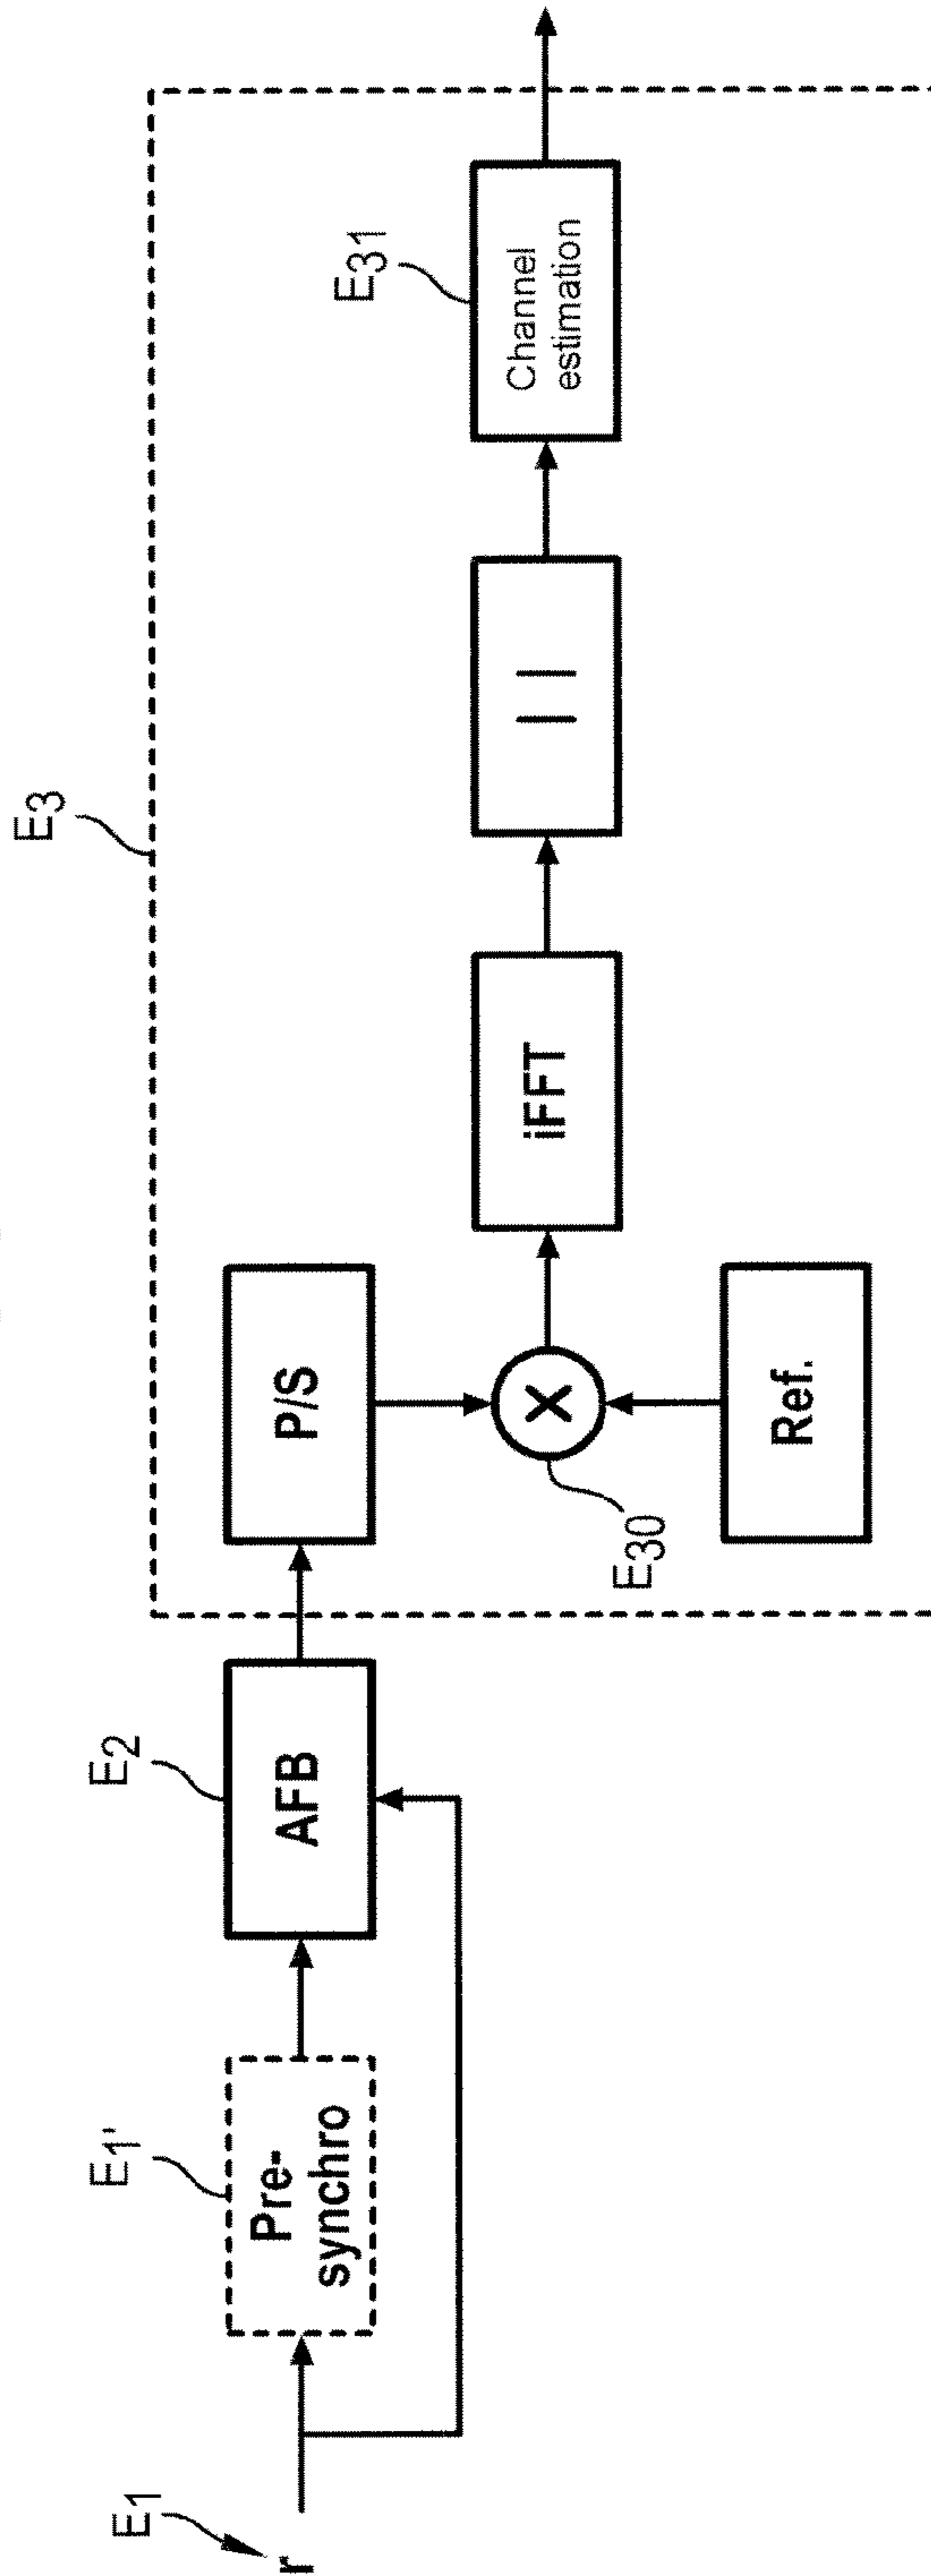 E1
r
E1'
Pre-
synchro
E2
AFB
E3
P/S
E30
X
Ref.
iFFT
| |
E31
Channel
estimation